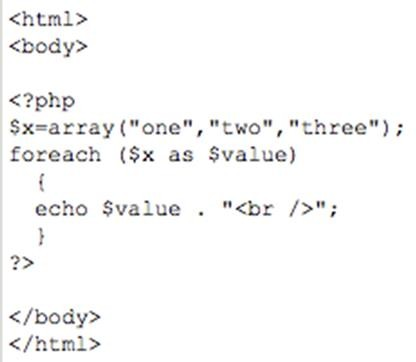 <html>
<body>
<?php
$x=array("one","two","three");
foreach ($x as $value)
{
echo $value . "<br />";
}
?>
</body>
</html>